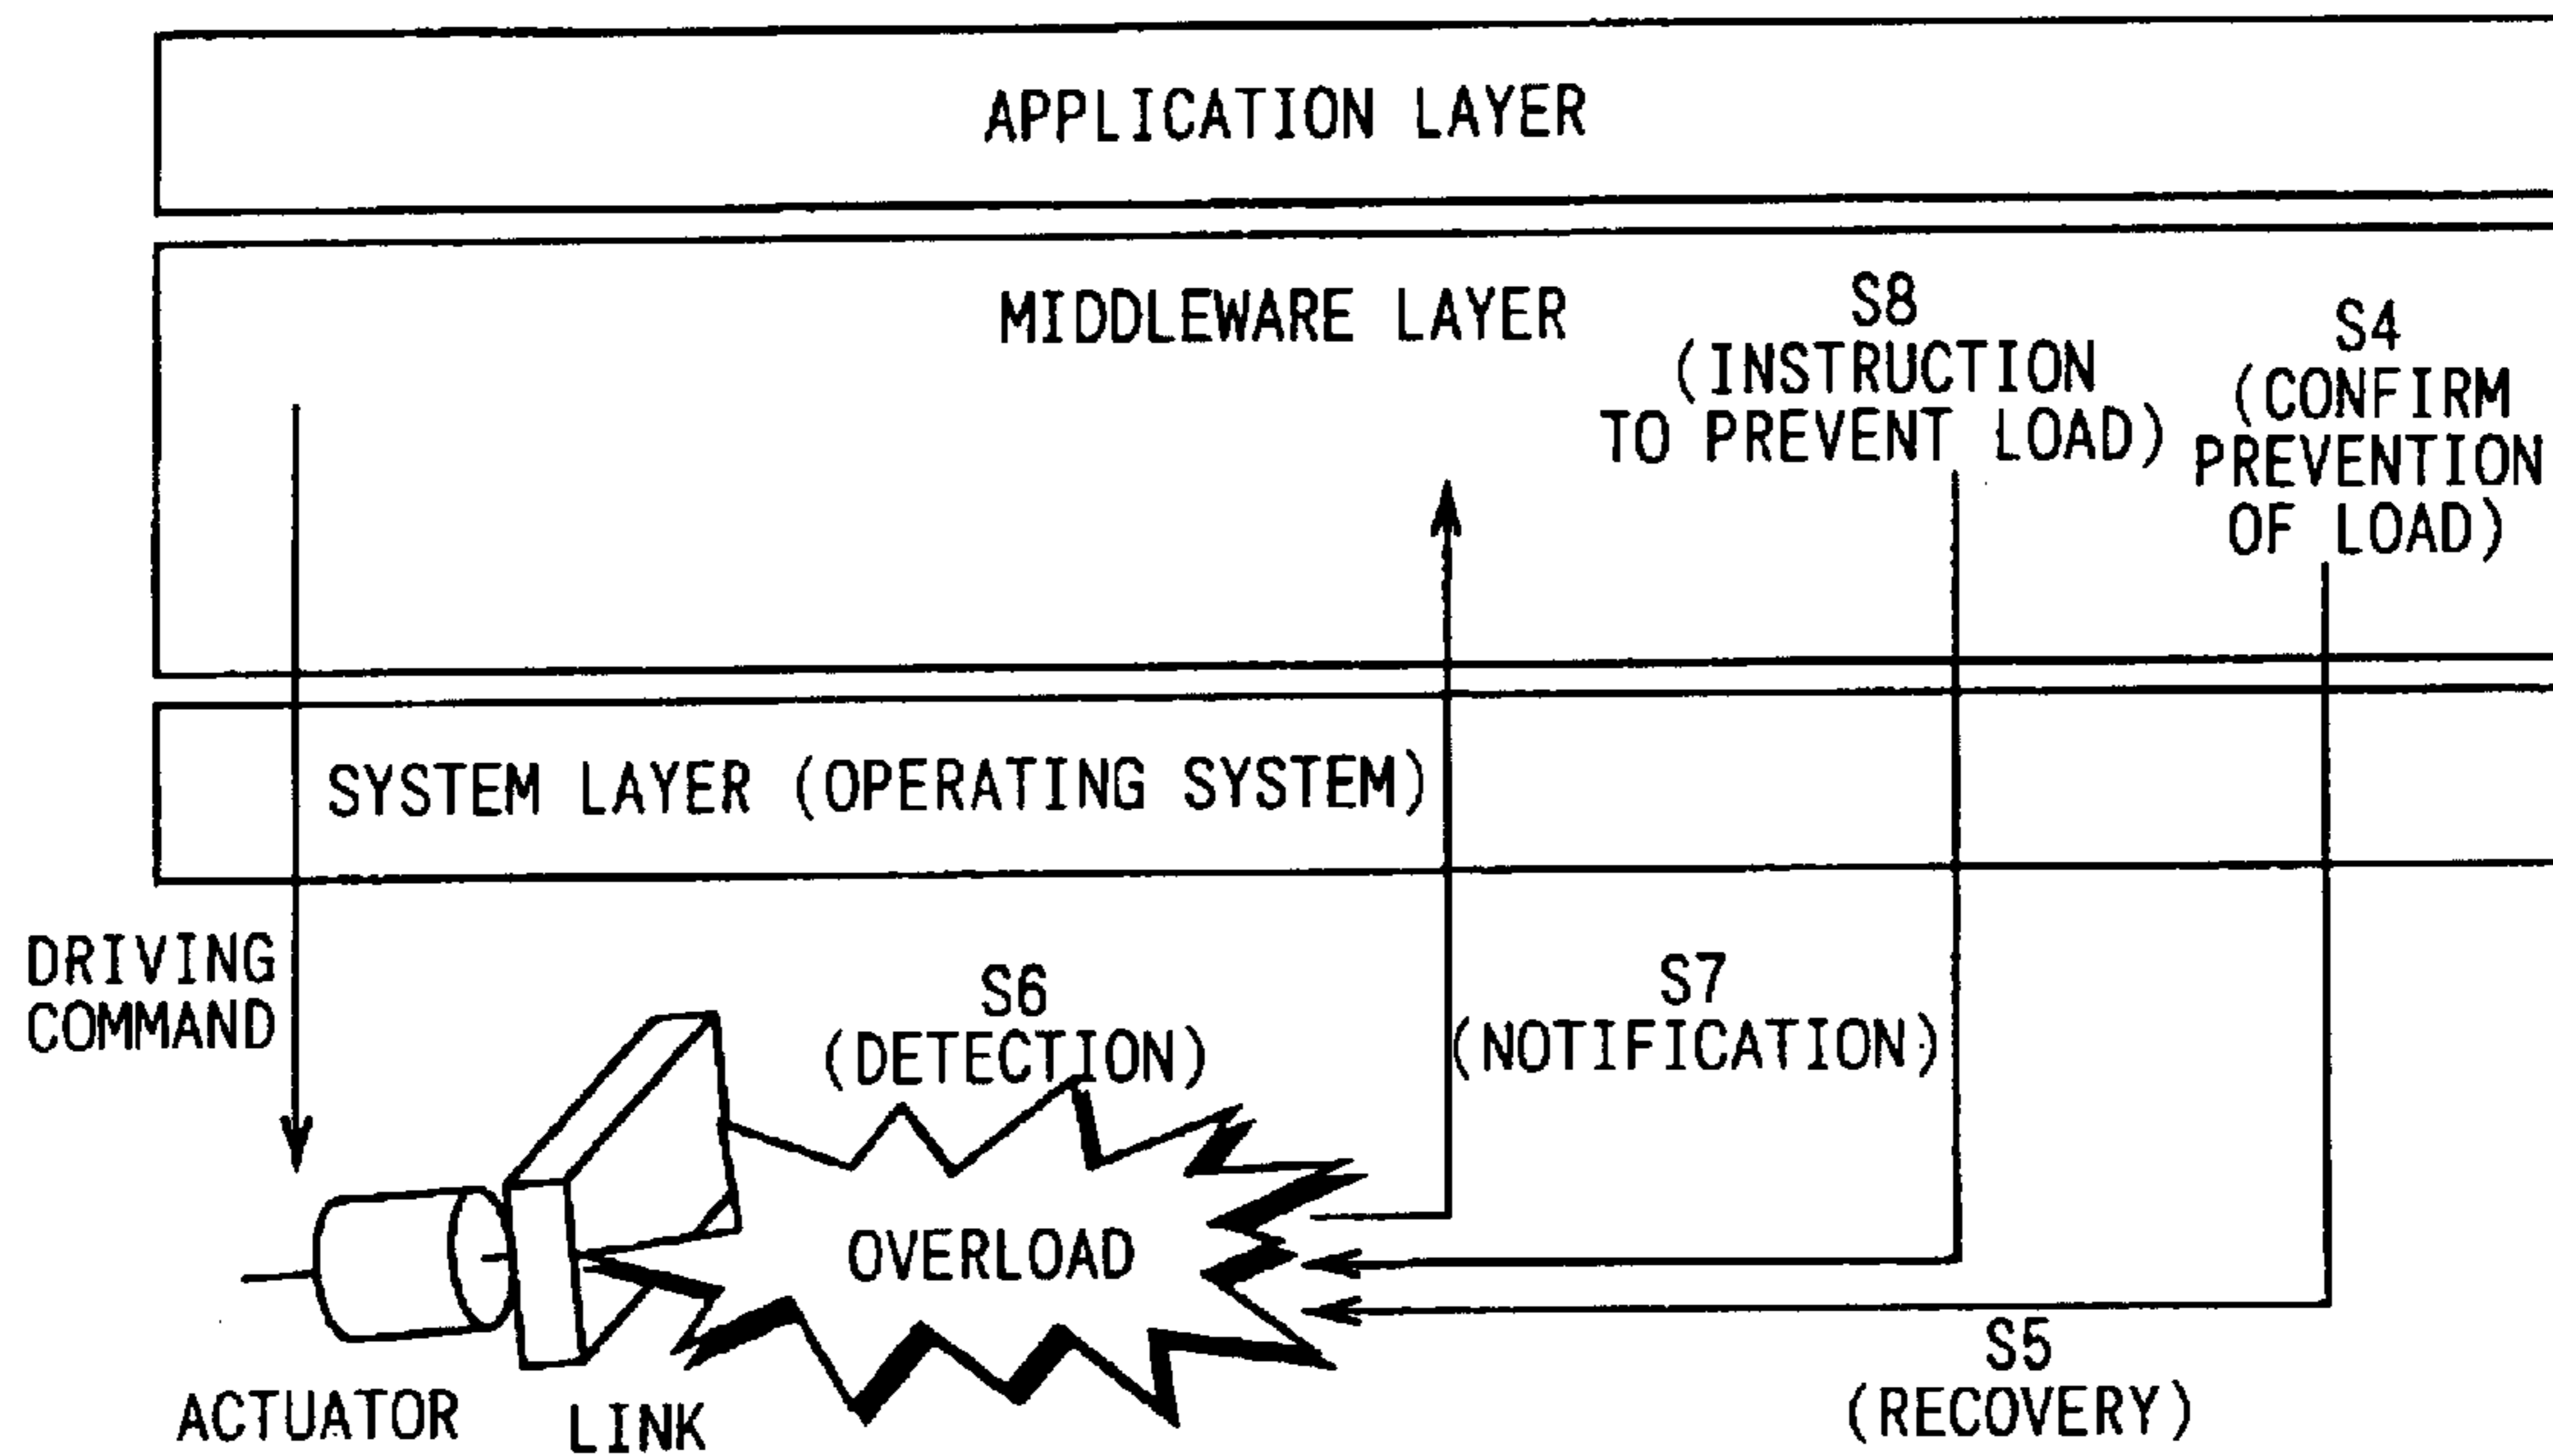 APPLICATION LAYER
MIDDLEWARE LAYER
S8
(INSTRUCTION
TO PREVENT LOAD)
S4
(CONFIRM
PREVENTION
OF LOAD)
SYSTEM LAYER (OPERATING SYSTEM)
DRIVING
COMMAND
S6
(DETECTION)
S7
(NOTIFICATION)
OVERLOAD
S5
(RECOVERY)
ACTUATOR
LINK